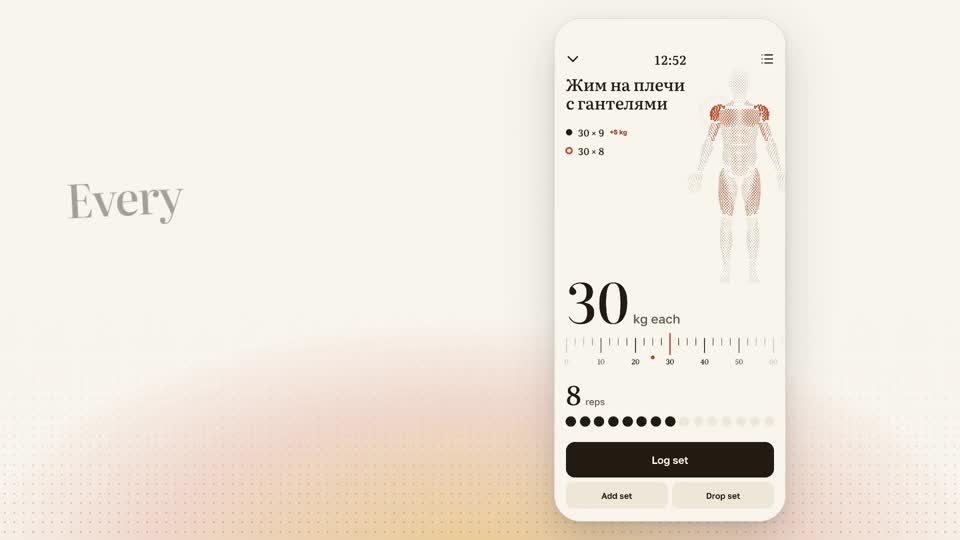 Every
12:52
Жим на плечи
с гантелями
30 × 9 +5 kg
30 × 8
30 kg each
0 10 20 30 40 50 60
8 reps
Log set
Add set
Drop set